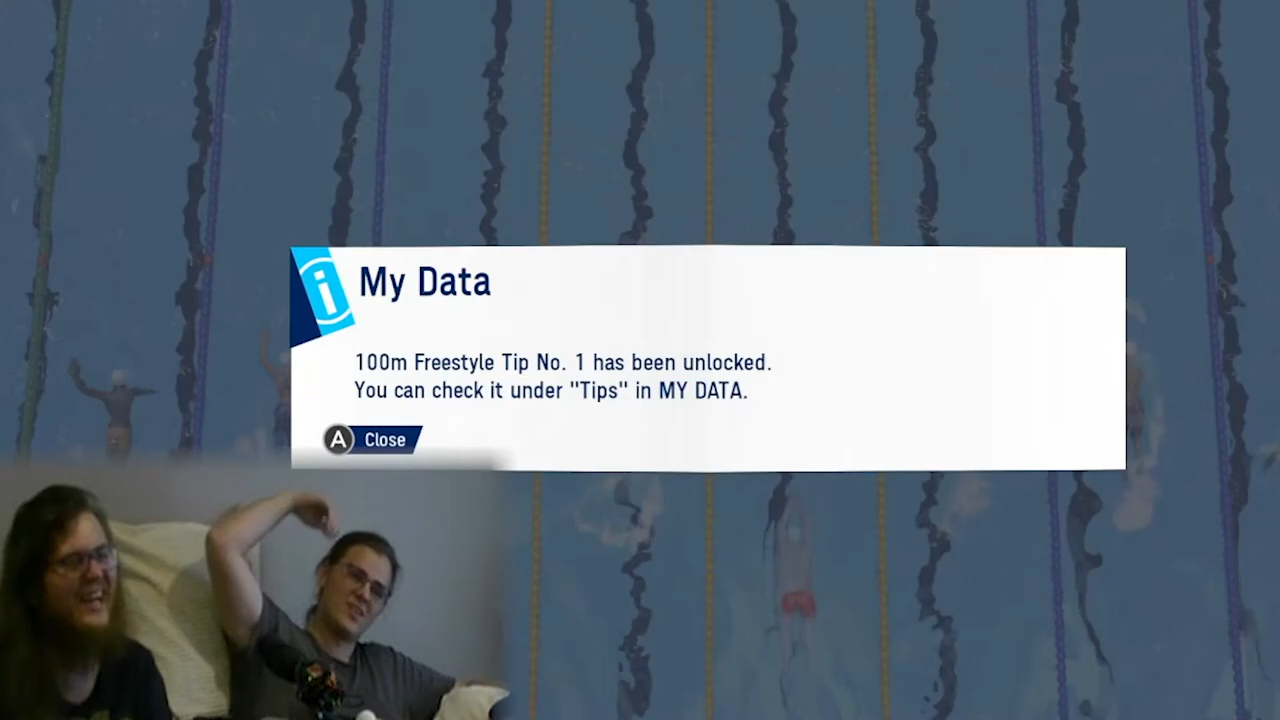 My Data
100m Freestyle Tip No. 1 has been unlocked.
You can check it under "Tips" in MY DATA.
A Close